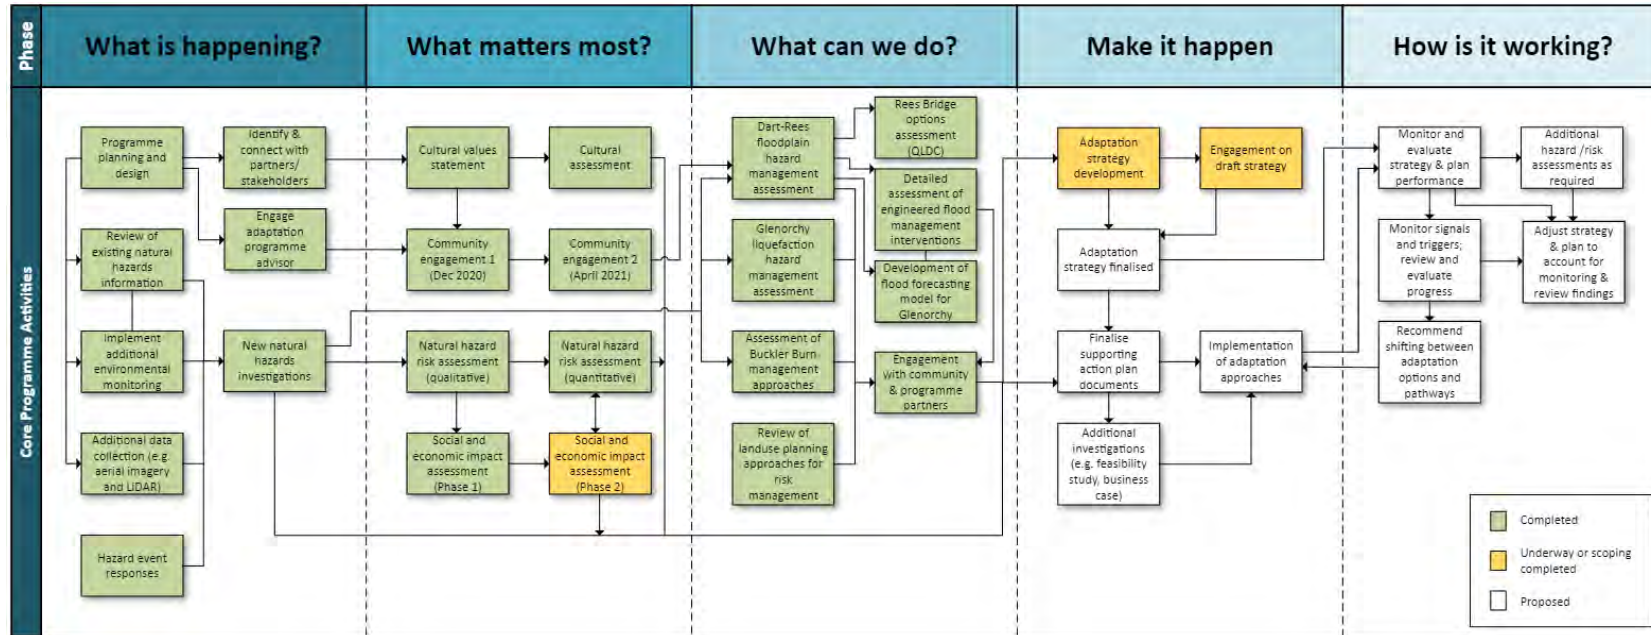 Phase
What is happening?
What matters most?
What can we do?
Make it happen
How is it working?
Core Programme Activities
Programme
planning and
design
Identify &
connect with
partners/
stakeholders
Engage
adaptation
programme
advisor
Review of
existing natural
hazards
information
Implement
additional
environmental
monitoring
New natural
hazards
investigations
Additional data
collection (e.g.
aerial imagery
and LiDAR)
Hazard event
responses
Cultural values
statement
Cultural
assessment
Community
engagement 1
(Dec 2020)
Community
engagement 2
(April 2021)
Natural hazard
risk assessment
(qualitative)
Natural hazard
risk assessment
(quantitative)
Social and
economic impact
assessment
(Phase 1)
Social and
economic impact
assessment
(Phase 2)
Dart-Rees
floodplain
hazard
management
assessment
Rees Bridge
options
assessment
(QLDC)
Detailed
assessment of
engineered flood
management
interventions
Glenorchy
liquefaction
hazard
management
assessment
Development of
flood forecasting
model for
Glenorchy
Assessment of
Buckler Burn
management
approaches
Engagement
with community
& programme
partners
Review of
landuse planning
approaches for
risk
management
Adaptation
strategy
development
Engagement on
draft strategy
Adaptation
strategy finalised
Finalise
supporting
action plan
documents
Implementation
of adaptation
approaches
Additional
investigations
(e.g. feasibility
study, business
case)
Monitor and
evaluate
strategy & plan
performance
Additional
hazard /risk
assessments as
required
Monitor signals
and triggers;
review and
evaluate
progress
Adjust strategy
& plan to
account for
monitoring &
review findings
Recommend
shifting between
adaptation
options and
pathways
Completed
Underway or scoping
completed
Proposed